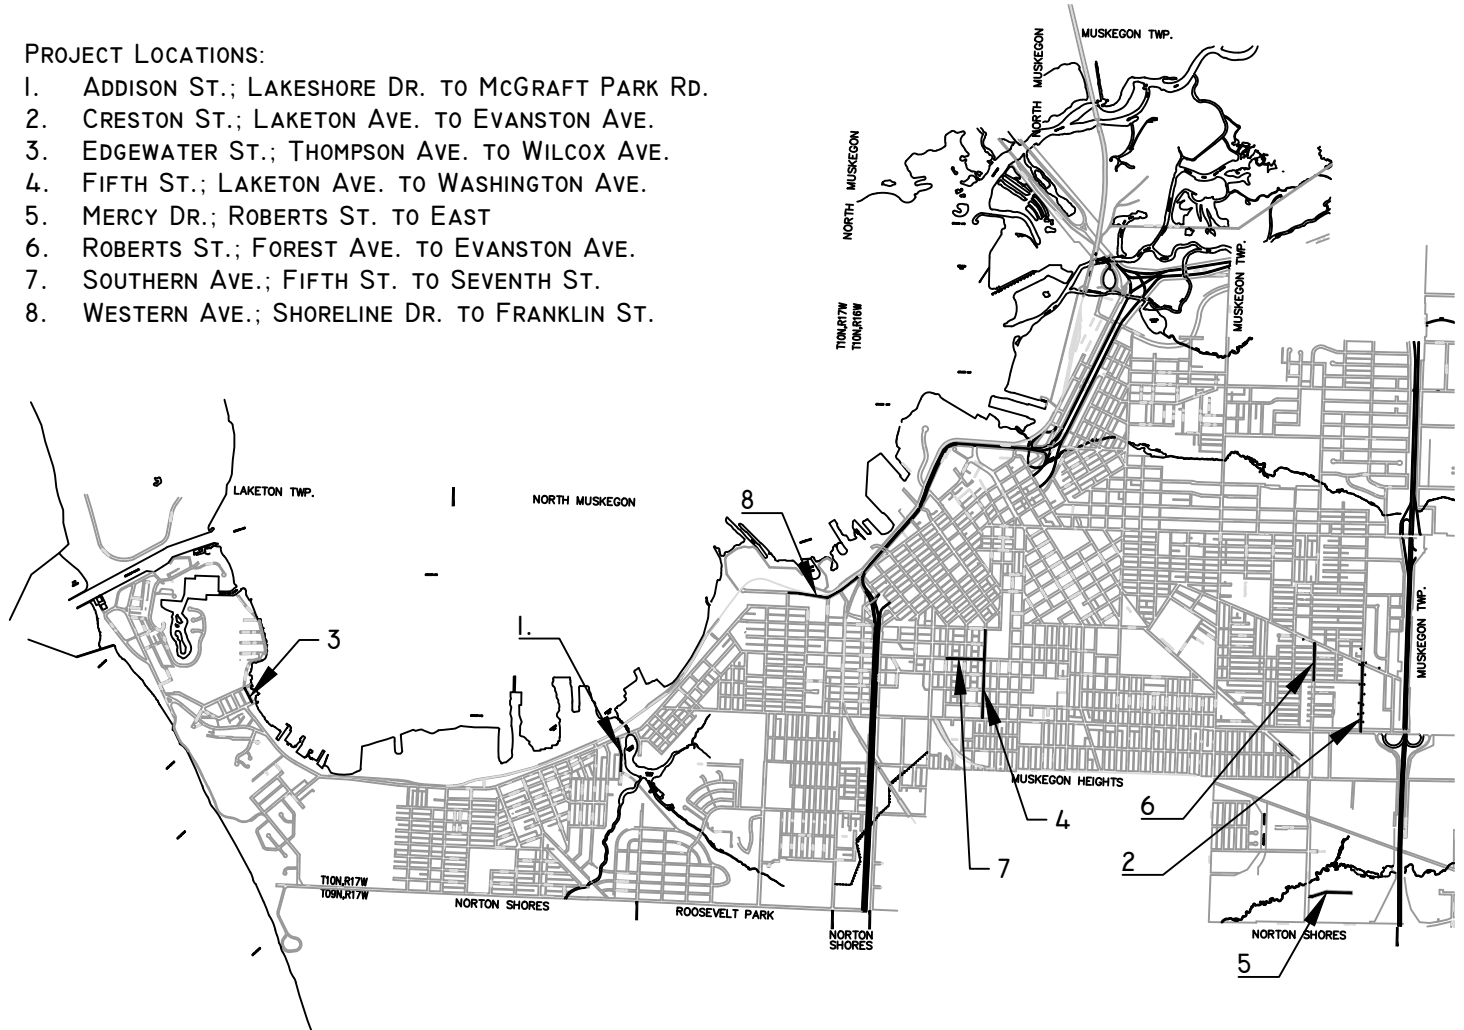 PROJECT LOCATIONS:
1. ADDISON ST.; LAKESHORE DR. TO MCGRAFT PARK RD.
2. CRESTON ST.; LAKETON AVE. TO EVANSTON AVE.
3. EDGEWATER ST.; THOMPSON AVE. TO WILCOX AVE.
4. FIFTH ST.; LAKETON AVE. TO WASHINGTON AVE.
5. MERCY DR.; ROBERTS ST. TO EAST
6. ROBERTS ST.; FOREST AVE. TO EVANSTON AVE.
7. SOUTHERN AVE.; FIFTH ST. TO SEVENTH ST.
8. WESTERN AVE.; SHORELINE DR. TO FRANKLIN ST.
MUSKEGON TWP.
NORTH MUSKEGON
NORTH MUSKEGON
MUSKEGON TWP.
T10N,R17W
T10N,R16W
LAKETON TWP.
NORTH MUSKEGON
8
1.
3
MUSKEGON TWP.
MUSKEGON HEIGHTS
6
4
2
7
T10N,R17W
T09N,R17W
NORTON SHORES
ROOSEVELT PARK
NORTON
SHORES
NORTON SHORES
5